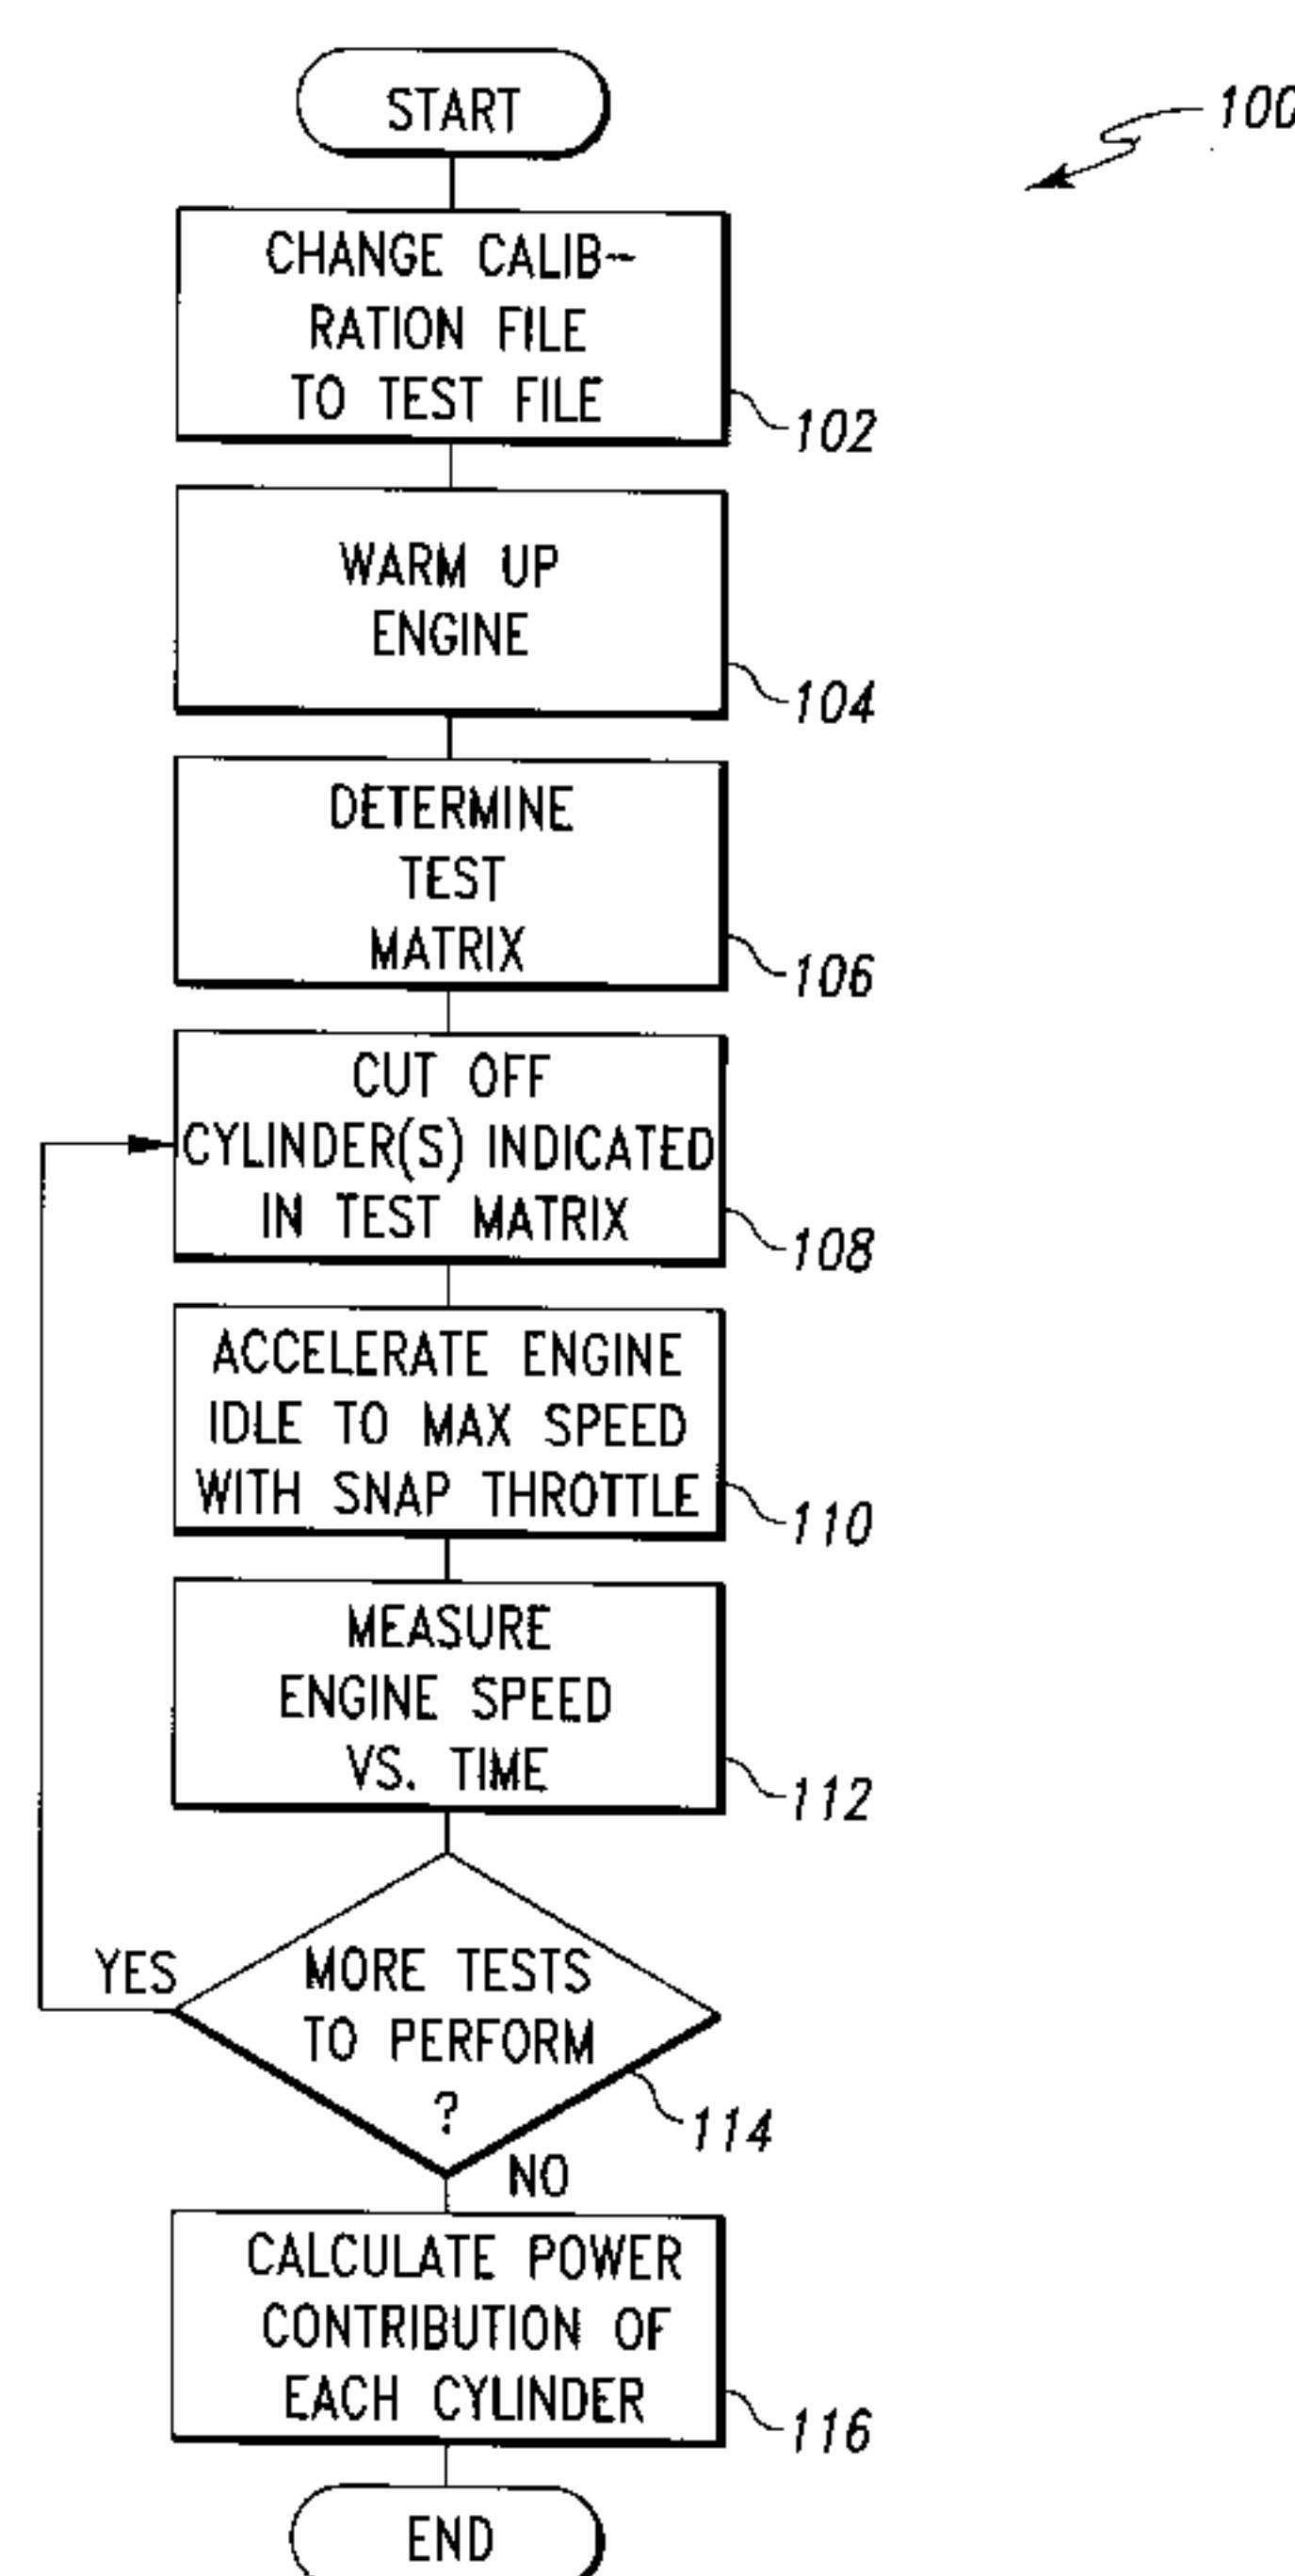 START
100
CHANGE CALIB-
RATION FILE
TO TEST FILE
102
WARM UP
ENGINE
104
DETERMINE
TEST
MATRIX
106
CUT OFF
CYLINDER(S) INDICATED
IN TEST MATRIX
108
ACCELERATE ENGINE
IDLE TO MAX SPEED
WITH SNAP THROTTLE
110
MEASURE
ENGINE SPEED
VS. TIME
112
YES
MORE TESTS
TO PERFORM
?
114
NO
CALCULATE POWER
CONTRIBUTION OF
EACH CYLINDER
116
END